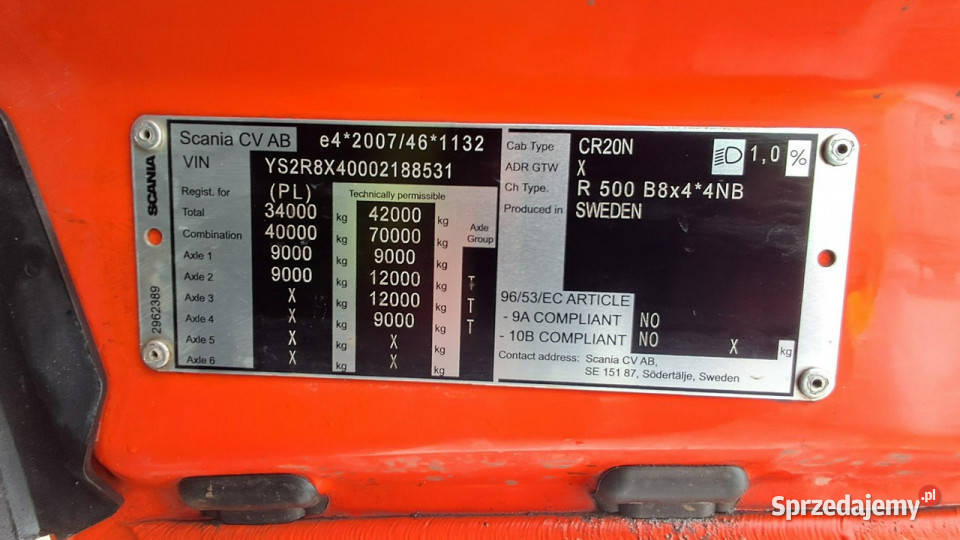 SCANIA
2962389
Scania CV AB e4*2007/46*1132
VIN YS2R8X40002188531
Regist. for (PL) Technically permissible
Total 34000 kg 42000 kg
Combination 40000 kg 70000 kg Axle Group
Axle 1 9000 kg 9000 kg
Axle 2 9000 kg 12000 kg T
Axle 3 X kg 12000 kg T
Axle 4 X kg 9000 kg T
Axle 5 X kg X kg
Axle 6 X kg X kg
Cab Type CR20N 1,0 %
ADR GTW X
Ch Type. R 500 B8x4*4NB
Produced in SWEDEN
96/53/EC ARTICLE
- 9A COMPLIANT NO
- 10B COMPLIANT NO X kg
Contact address: Scania CV AB,
SE 151 87, Södertälje, Sweden
Sprzedajemy.pl